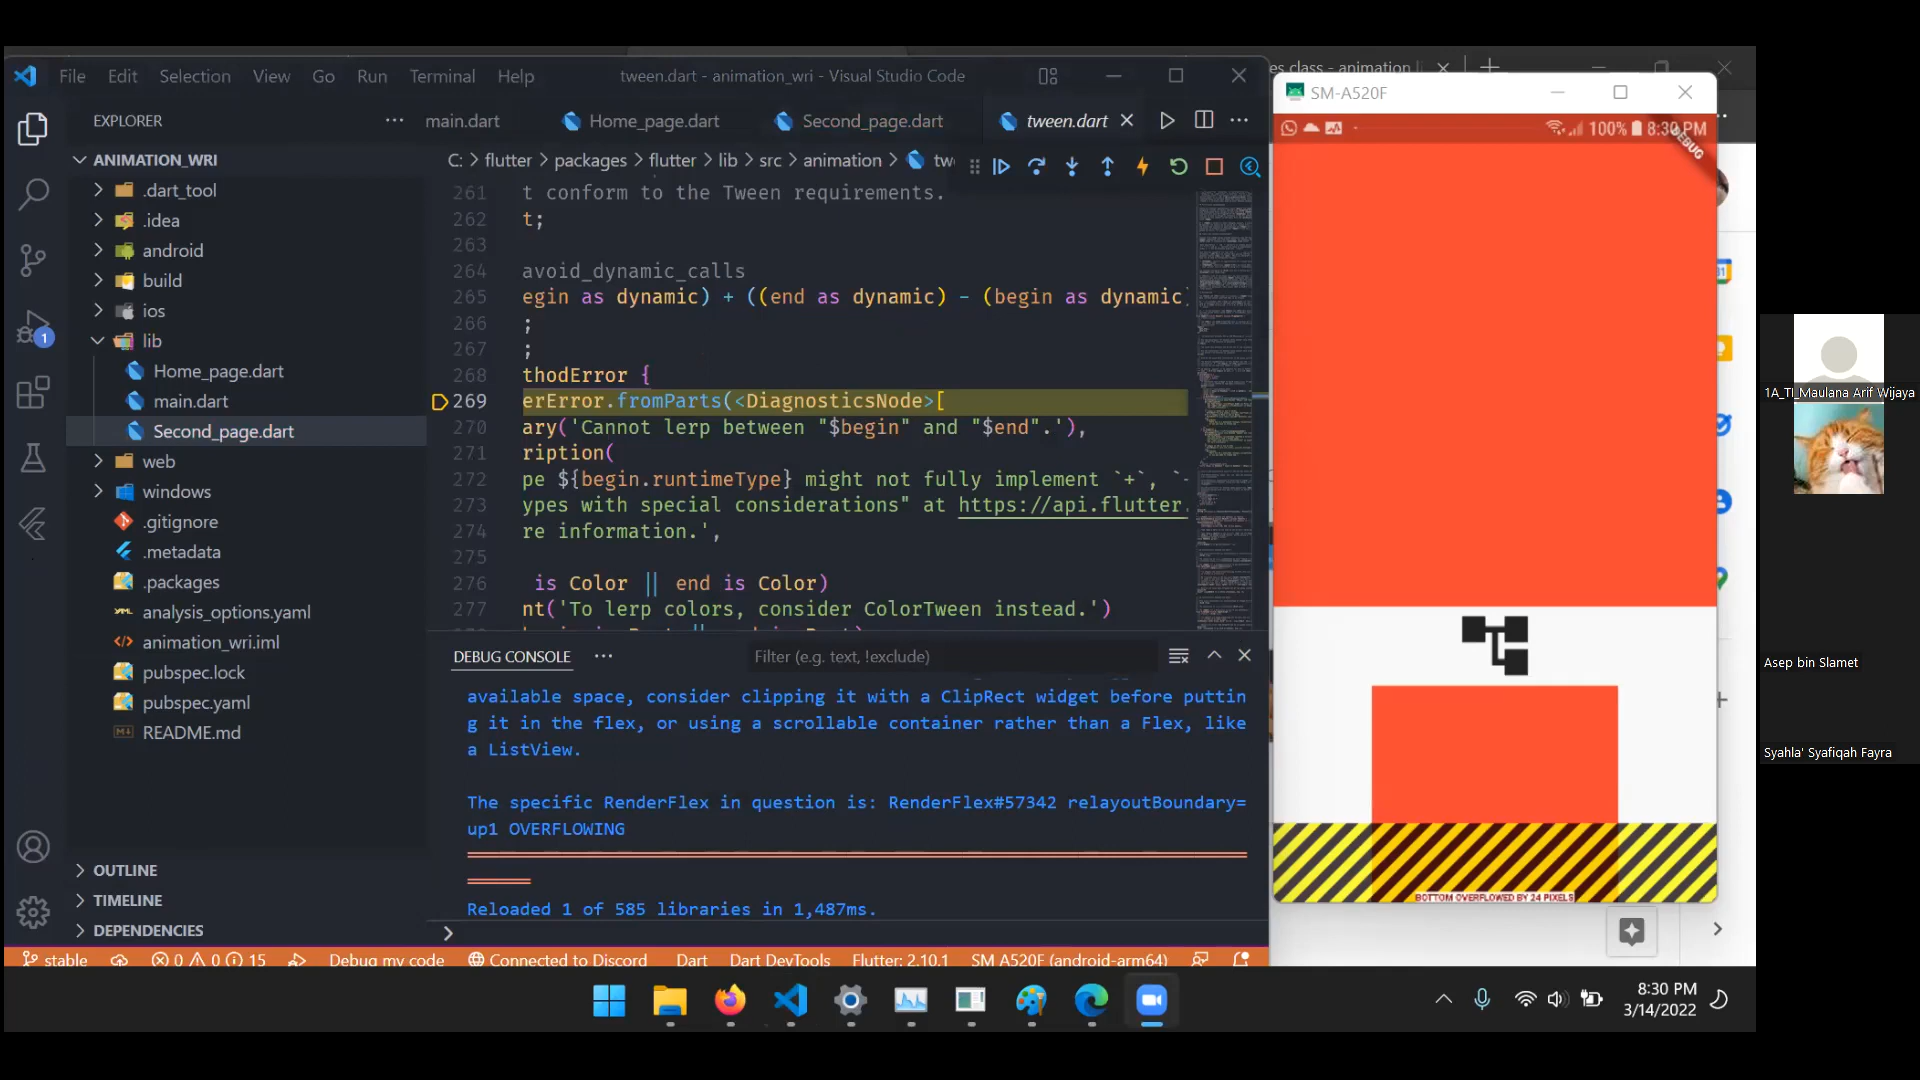 File Edit Selection View Go Run Terminal Help
tween.dart - animation_wri - Visual Studio Code
EXPLORER
ANIMATION_WRI
.dart_tool
.idea
android
build
ios
lib
Home_page.dart
main.dart
Second_page.dart
web
windows
.gitignore
.metadata
.packages
analysis_options.yaml
animation_wri.iml
pubspec.lock
pubspec.yaml
README.md
OUTLINE
TIMELINE
DEPENDENCIES
1
main.dart Home_page.dart Second_page.dart tween.dart
C: > flutter > packages > flutter > lib > src > animation > tw
261 t conform to the Tween requirements.
262 t;
263
264 avoid_dynamic_calls
265 egin as dynamic) + ((end as dynamic) - (begin as dynamic)
266 ;
267 ;
268 thodError {
269 erError.fromParts(<DiagnosticsNode>[
270 ary('Cannot lerp between "$begin" and "$end".'),
271 ription(
272 pe ${begin.runtimeType} might not fully implement `+`, `-
273 ypes with special considerations" at https://api.flutter.
274 re information.',
275
276 is Color || end is Color)
277 nt('To lerp colors, consider ColorTween instead.')
DEBUG CONSOLE
Filter (e.g. text, !exclude)
available space, consider clipping it with a ClipRect widget before puttin
g it in the flex, or using a scrollable container rather than a Flex, like
a ListView.
The specific RenderFlex in question is: RenderFlex#57342 relayoutBoundary=
up1 OVERFLOWING
Reloaded 1 of 585 libraries in 1,487ms.
stable 0 0 15 Debug my code Connected to Discord Dart Dart DevTools Flutter: 2.10.1 SM A520F (android-arm64)
es class - animation
SM-A520F
100% 8:30 PM
DEBUG
BOTTOM OVERFLOWED BY 24 PIXELS
1A_TI_Maulana Arif Wijaya
Asep bin Slamet
Syahla' Syafiqah Fayra
8:30 PM
3/14/2022